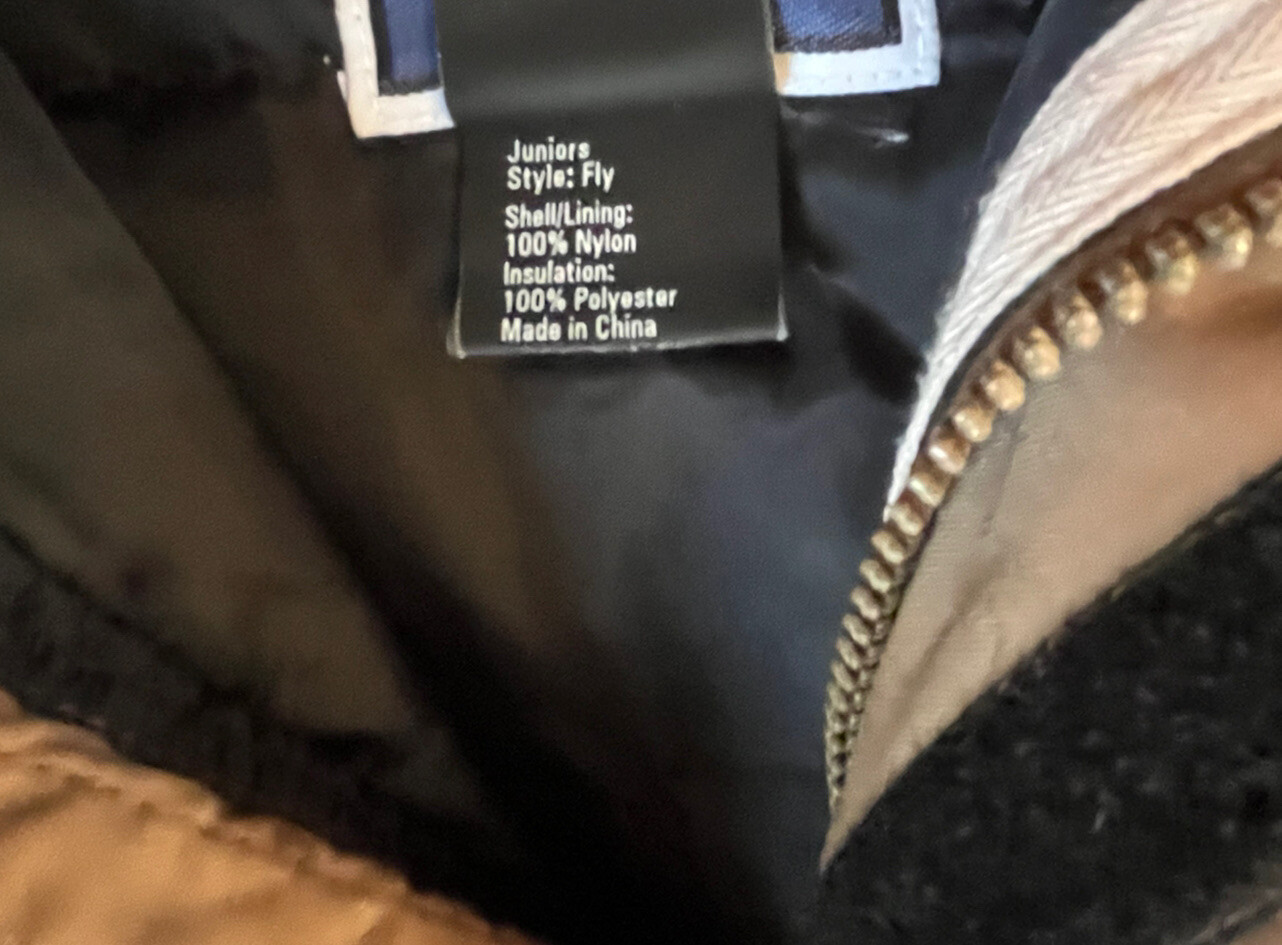 Juniors
Style: Fly
Shell/Lining:
100% Nylon
Insulation:
100% Polyester
Made in China